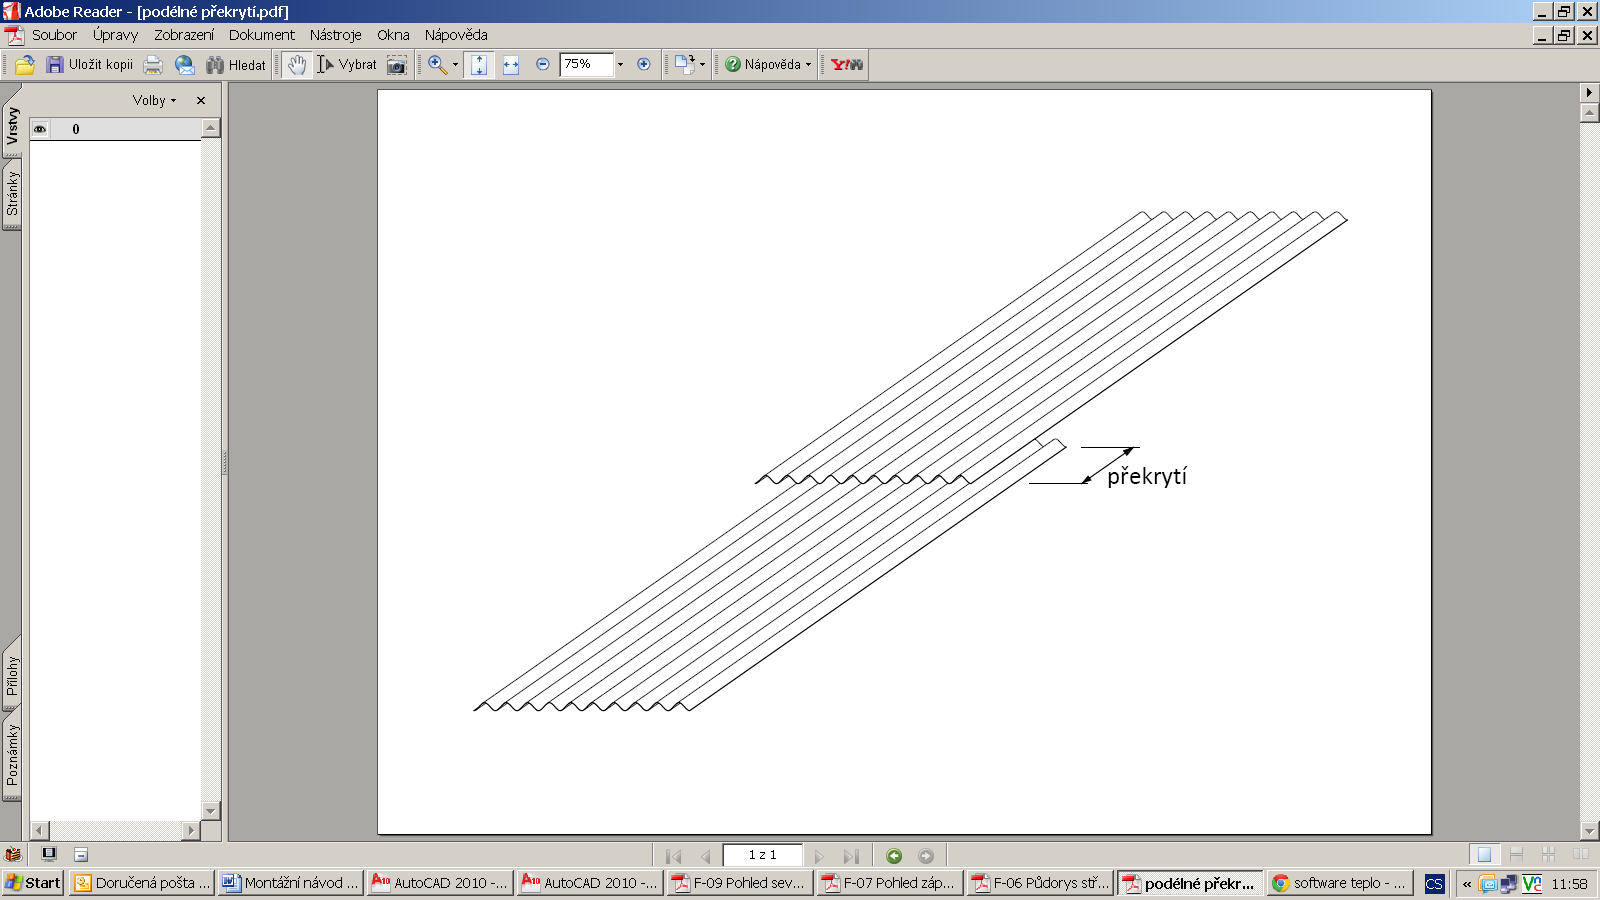 Adobe Reader - [podélné překrytí.pdf]
Soubor Úpravy Zobrazení Dokument Nástroje Okna Nápověda
Uložit kopii Hledat Vybrat 75% Nápověda Y!
Volby
Vrstvy
0
Stránky
překrytí
Přílohy
Poznámky
1 z 1
Start Doručená pošta ... Montážní návod ... AutoCAD 2010 -... AutoCAD 2010 -... F-09 Pohled sev... F-07 Pohled záp... F-06 Půdorys stř... podélné překr... software teplo - ... CS « 11:58